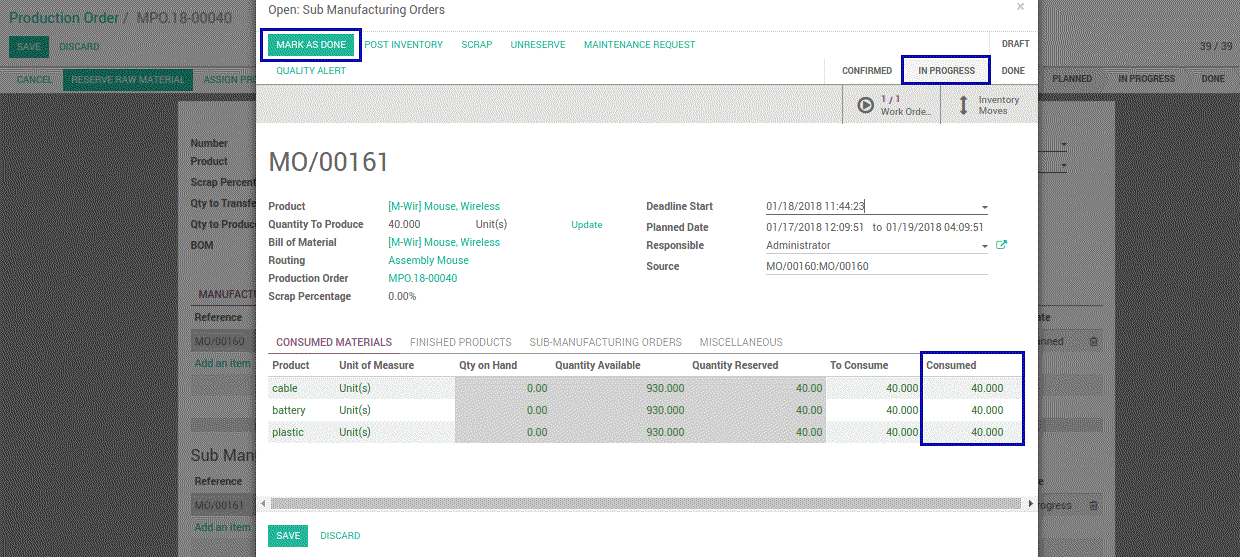 Production Order / MPO.18-00040
SAVE DISCARD
39 / 39
CANCEL RESERVE RAW MATERIAL ASSIGN
PLANNED IN PROGRESS DONE
Number
Product
Scrap Percent
Qty to Transfe
Qty to Produce
BOM
MANUFACT
Reference
MO/00160
Add an item
Sub Man
Reference
MO/00161
Add an item
Open: Sub Manufacturing Orders ×
MARK AS DONE POST INVENTORY SCRAP UNRESERVE MAINTENANCE REQUEST DRAFT
QUALITY ALERT CONFIRMED IN PROGRESS DONE
1 / 1
Work Orde...
Inventory
Moves
MO/00161
Product [M-Wir] Mouse, Wireless
Quantity To Produce 40.000 Unit(s) Update
Bill of Material [M-Wir] Mouse, Wireless
Routing Assembly Mouse
Production Order MPO.18-00040
Scrap Percentage 0.00%
Deadline Start 01/18/2018 11:44:23
Planned Date 01/17/2018 12:09:51 to 01/19/2018 04:09:51
Responsible Administrator
Source MO/00160:MO/00160
CONSUMED MATERIALS FINISHED PRODUCTS SUB-MANUFACTURING ORDERS MISCELLANEOUS
Product Unit of Measure Qty on Hand Quantity Available Quantity Reserved To Consume Consumed
cable Unit(s) 0.00 930.000 40.00 40.000 40.000
battery Unit(s) 0.00 930.000 40.00 40.000 40.000
plastic Unit(s) 0.00 930.000 40.00 40.000 40.000
SAVE DISCARD